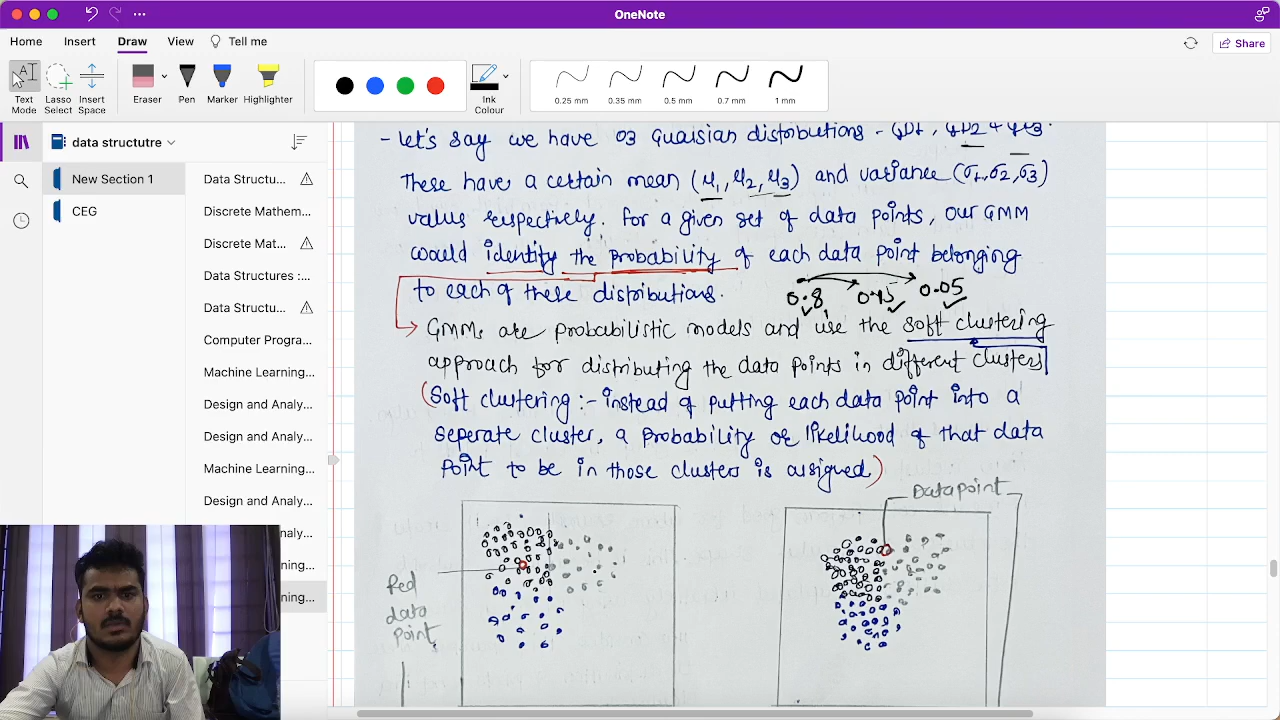 OneNote
Home Insert Draw View Tell me
Share
Text Mode
Lasso Select
Insert Space
Eraser
Pen
Marker
Highlighter
Ink Colour
0.25 mm 0.35 mm 0.5 mm 0.7 mm 1 mm
data structutre
New Section 1
CEG
Data Structu...
Discrete Mathem...
Discrete Mat...
Data Structures :...
Data Structu...
Computer Progra...
Machine Learning...
Design and Analy...
Design and Analy...
Machine Learning...
Design and Analy...
- Let's say we have 03 Guaisian distributions - GD1, GD2 &
These have a certain mean (μ1, μ2, μ3) and variance (σ1, σ2, σ3)
value respectively. For a given set of data points, our GMM
would identify the probability of each data point belonging
to each of these distributions.
0.8 0.15 0.05
GMMs are probabilistic models and use the soft clustering
approach for distributing the data points in different clusters
(Soft clustering :- instead of putting each data point into a
seperate cluster, a probability or likelihood of that data
point to be in those clusters is assigned)
Datapoint
Red
data
point